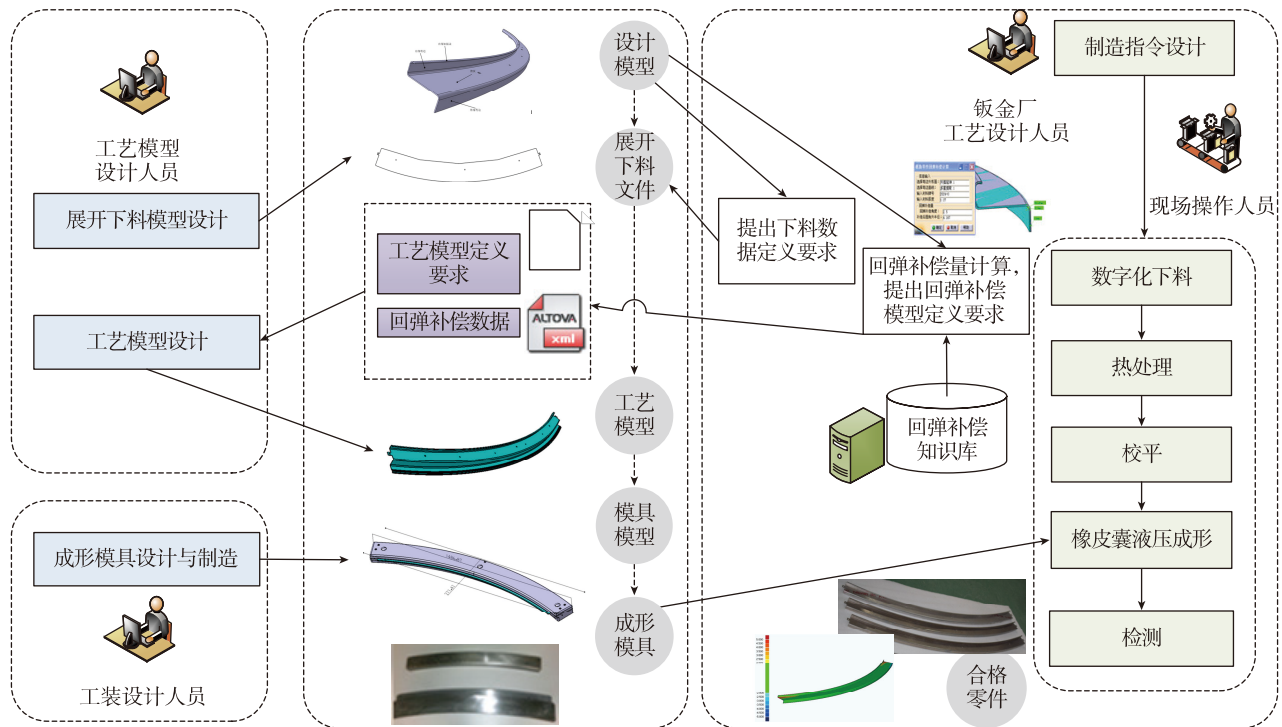 工艺模型
设计人员
展开下料模型设计
工艺模型设计
成形模具设计与制造
工装设计人员
设计
模型
展开
下料
文件
工艺模型定义
要求
回弹补偿数据
ALTOVA
xml
工艺
模型
模具
模型
成形
模具
钣金厂
工艺设计人员
提出下料数
据定义要求
回弹补偿量计算,
提出回弹补偿
模型定义要求
回弹补偿
知识库
合格
零件
制造指令设计
现场操作人员
数字化下料
热处理
校平
橡皮囊液压成形
检测